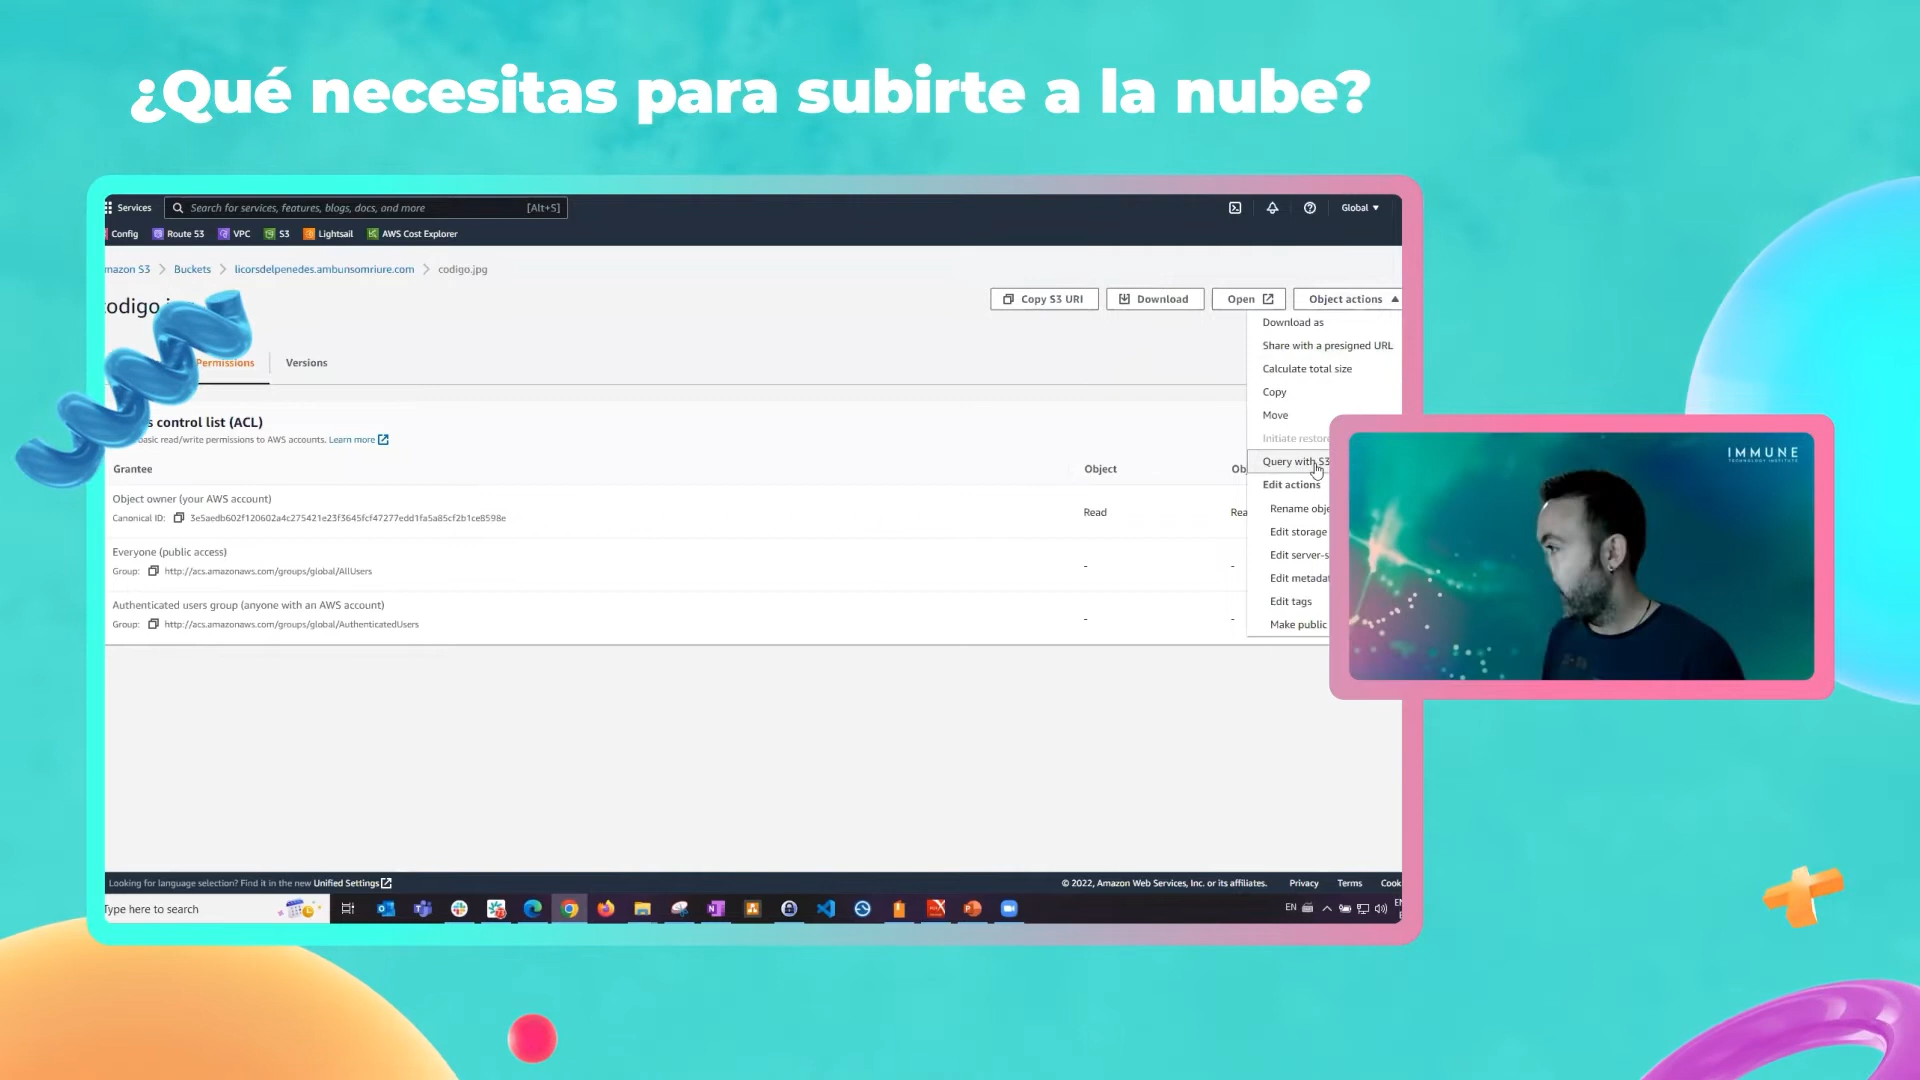 ¿Qué necesitas para subirte a la nube?
Services
Search for services, features, blogs, docs, and more [Alt+S]
Global
Config Route 53 VPC S3 Lightsail AWS Cost Explorer
mazon S3 Buckets licorsdelpenedes.ambunsomriure.com codigo.jpg
codigo.j
Copy S3 URI Download Open Object actions
Download as
Share with a presigned URL
Calculate total size
Copy
Move
Initiate restore
Query with S3
Edit actions
Rename obje
Edit storage
Edit server-s
Edit metadat
Edit tags
Make public
Permissions Versions
s control list (ACL)
basic read/write permissions to AWS accounts. Learn more
Grantee Object Ob
Object owner (your AWS account)
Canonical ID: 3e5aedb602f120602a4c275421e23f3645fcf47277edd1fa5a85cf2b1ce8598e
Read Rea
Everyone (public access)
Group: http://acs.amazonaws.com/groups/global/AllUsers
- -
Authenticated users group (anyone with an AWS account)
Group: http://acs.amazonaws.com/groups/global/AuthenticatedUsers
- -
IMMUNE
TECHNOLOGY INSTITUTE
Looking for language selection? Find it in the new Unified Settings
© 2022, Amazon Web Services, Inc. or its affiliates. Privacy Terms Cook
Type here to search
EN